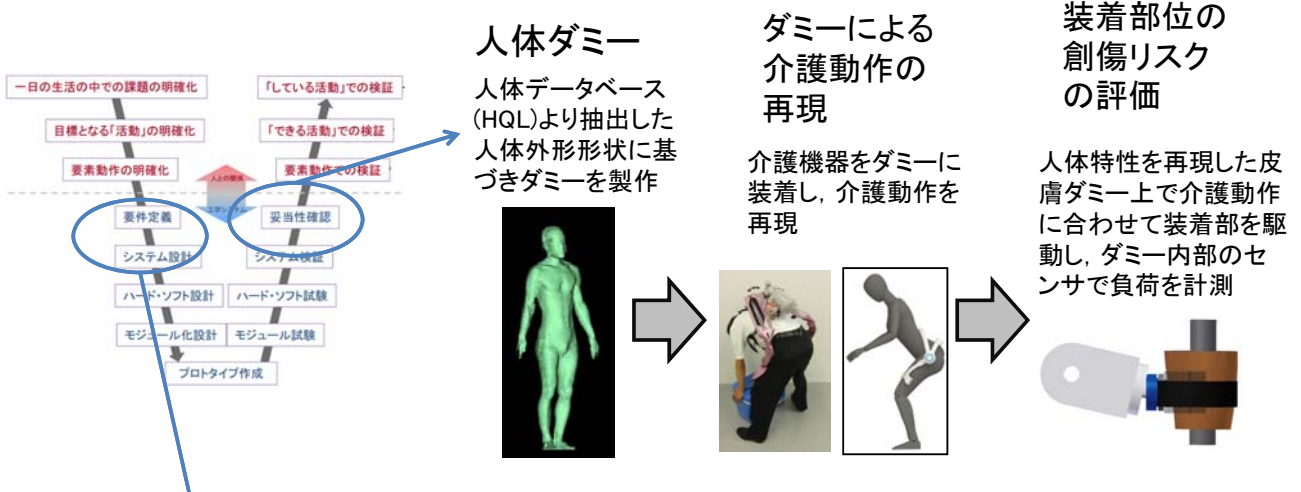 一日の生活の中での課題の明確化
目標となる「活動」の明確化
要素動作の明確化
要件定義
システム設計
ハード・ソフト設計
モジュール化設計
プロトタイプ作成
「している活動」での検証
「できる活動」での検証
要素動作での検証
妥当性確認
システム検証
ハード・ソフト試験
モジュール試験
人体ダミー
人体データベース
(HQL)より抽出した
人体外形形状に基
づきダミーを製作
ダミーによる
介護動作の
再現
介護機器をダミーに
装着し，介護動作を
再現
装着部位の
創傷リスク
の評価
人体特性を再現した皮
膚ダミー上で介護動作
に合わせて装着部を駆
動し，ダミー内部のセ
ンサで負荷を計測